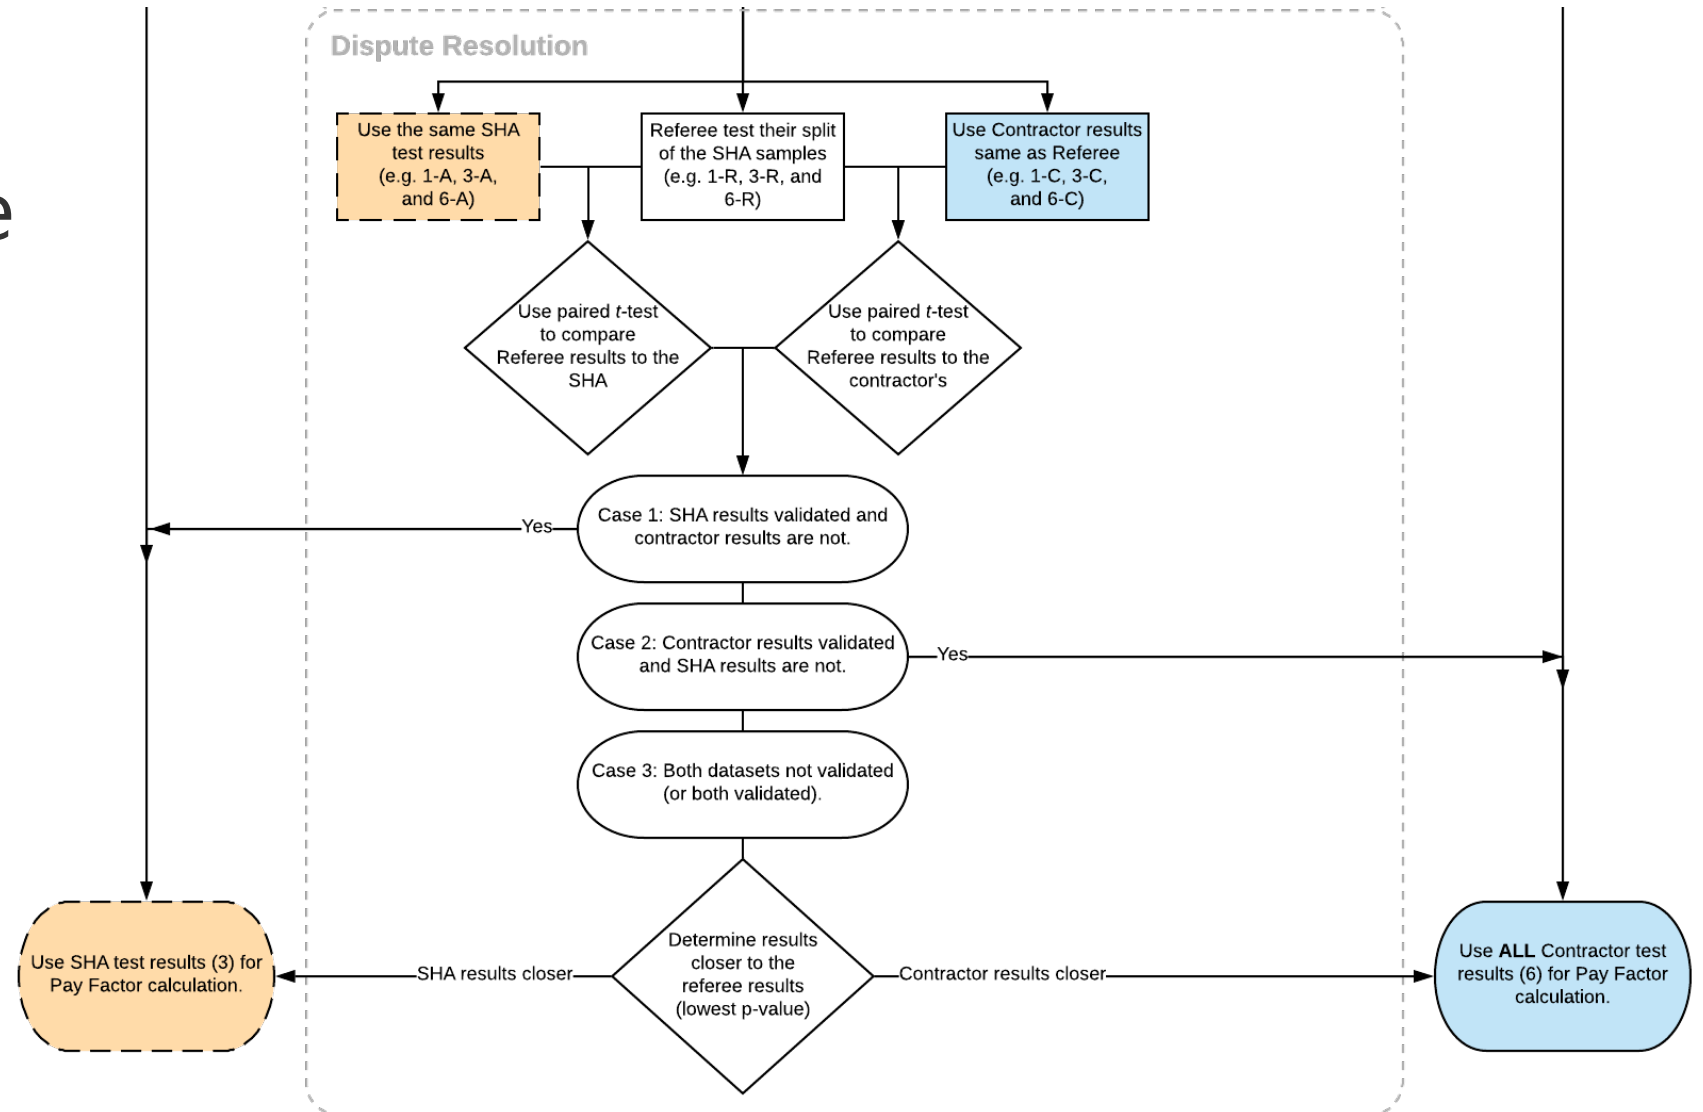 Dispute Resolution
e
Use the same SHA
test results
(e.g. 1-A, 3-A,
and 6-A)
Referee test their split
of the SHA samples
(e.g. 1-R, 3-R, and
6-R)
Use Contractor results
same as Referee
(e.g. 1-C, 3-C,
and 6-C)
Use paired t-test
to compare
Referee results to the
SHA
Use paired t-test
to compare
Referee results to the
contractor's
Yes
Case 1: SHA results validated and
contractor results are not.
Case 2: Contractor results validated
and SHA results are not.
Yes
Case 3: Both datasets not validated
(or both validated).
Use SHA test results (3) for
Pay Factor calculation.
SHA results closer
Determine results
closer to the
referee results
(lowest p-value)
Contractor results closer
Use ALL Contractor test
results (6) for Pay Factor
calculation.